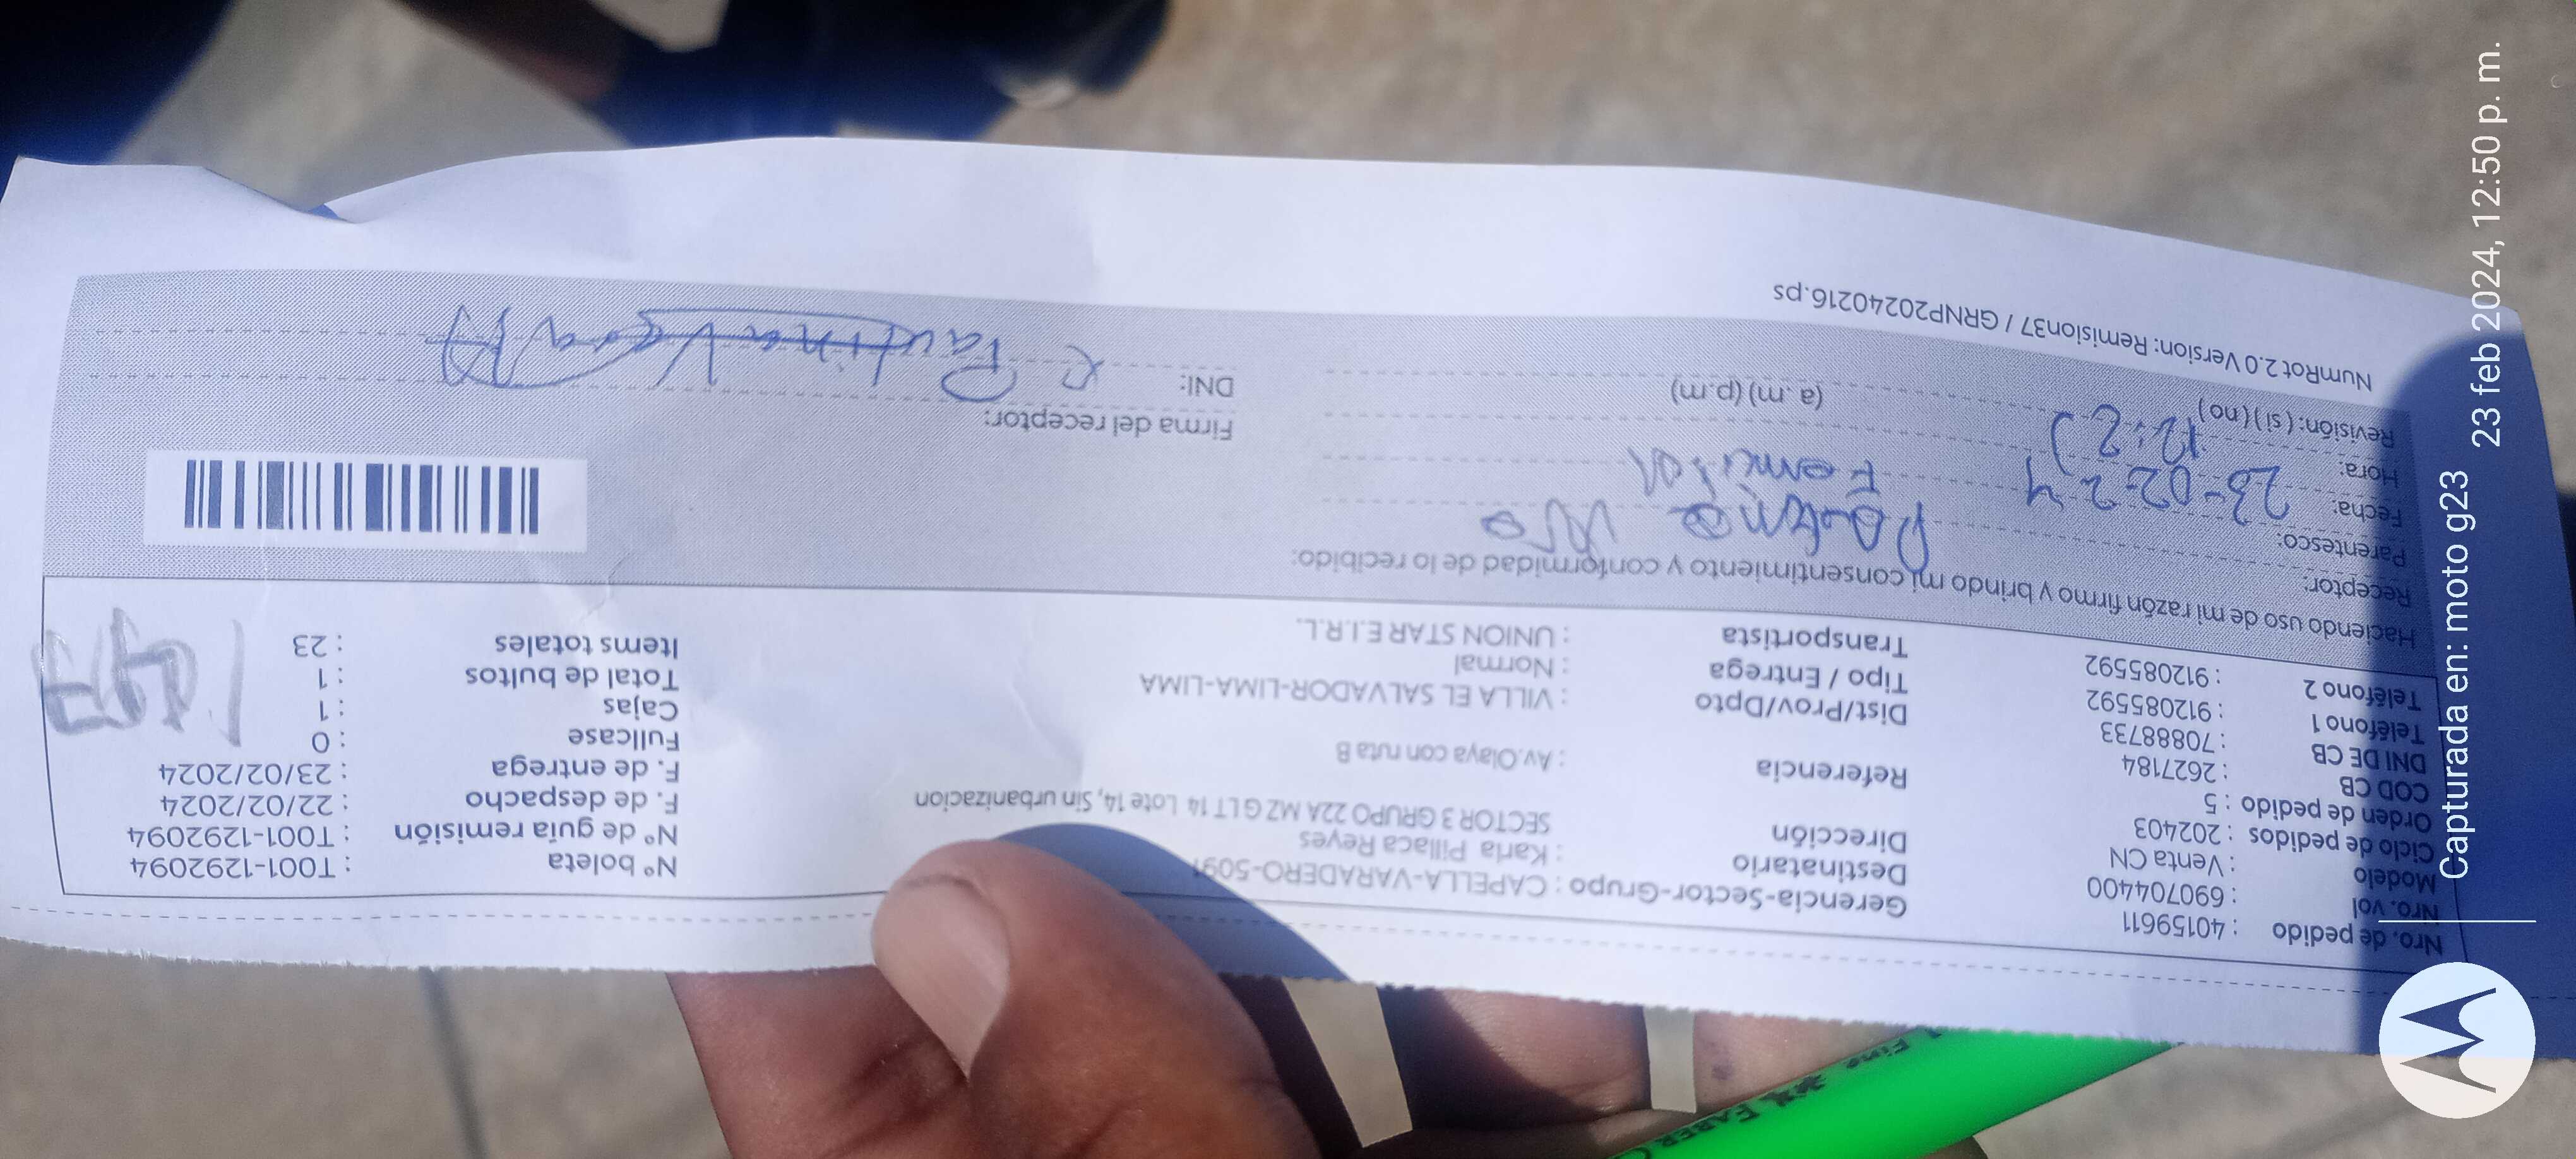 Nro. de pedido : 40159611
Nro. vol : 690704400
Modelo : Venta CN
Ciclo de pedidos : 202403
Orden de pedido : 5
COD CB : 2627184
DNI DE CB : 70888733
Teléfono 1 : 912085592
Teléfono 2 : 912085592
Gerencia-Sector-Grupo : CAPELLA-VARADERO-5091
Destinatario : Karla Pillaca Reyes
Dirección SECTOR 3 GRUPO 22A MZ G LT 14 Lote 14, Sin urbanizacion
Referencia : Av.Olaya con ruta B
Dist/Prov/Dpto : VILLA EL SALVADOR-LIMA-LIMA
Tipo / Entrega : Normal
Transportista : UNION STAR E.I.R.L.
N° boleta : T001-1292094
N° de guía remisión : T001-1292094
F. de despacho : 22/02/2024
F. de entrega : 23/02/2024
Fullcase : 0
Cajas : 1
Total de bultos : 1
Items totales : 23
Haciendo uso de mi razón firmo y brindo mi consentimiento y conformidad de lo recibido:
Receptor:
Parentesco:
Fecha: 23-02-24
Hora: (a.m) (p.m)
Revisión: (si) (no)
Firma del receptor:
DNI:
Paulina
NumRot 2.0 Version: Remision37 / GRNP20240216.ps
FABER
Fine
Capturada en: moto g23
23 feb 2024, 12:50 p. m.